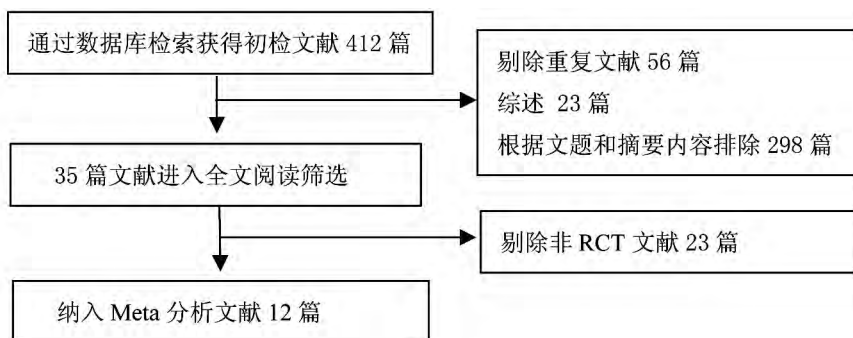 通过数据库检索获得初检文献 412 篇
剔除重复文献 56 篇
综述 23 篇
根据文题和摘要内容排除 298 篇
35 篇文献进入全文阅读筛选
剔除非 RCT 文献 23 篇
纳入 Meta 分析文献 12 篇